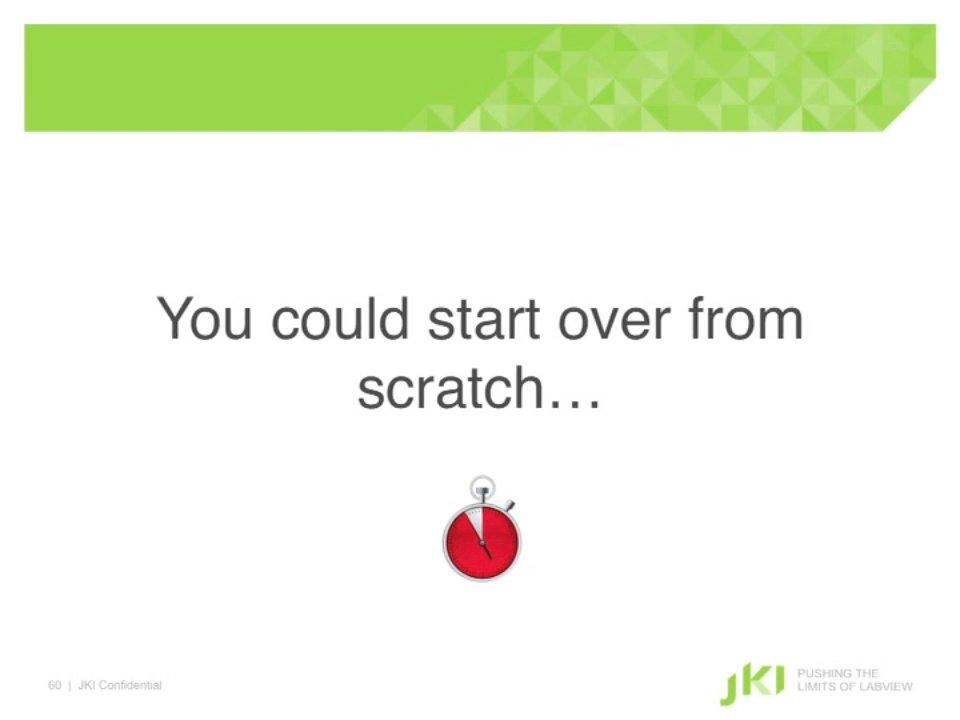 You could start over from
scratch…
60 | JKI Confidential
JKI
PUSHING THE
LIMITS OF LABVIEW